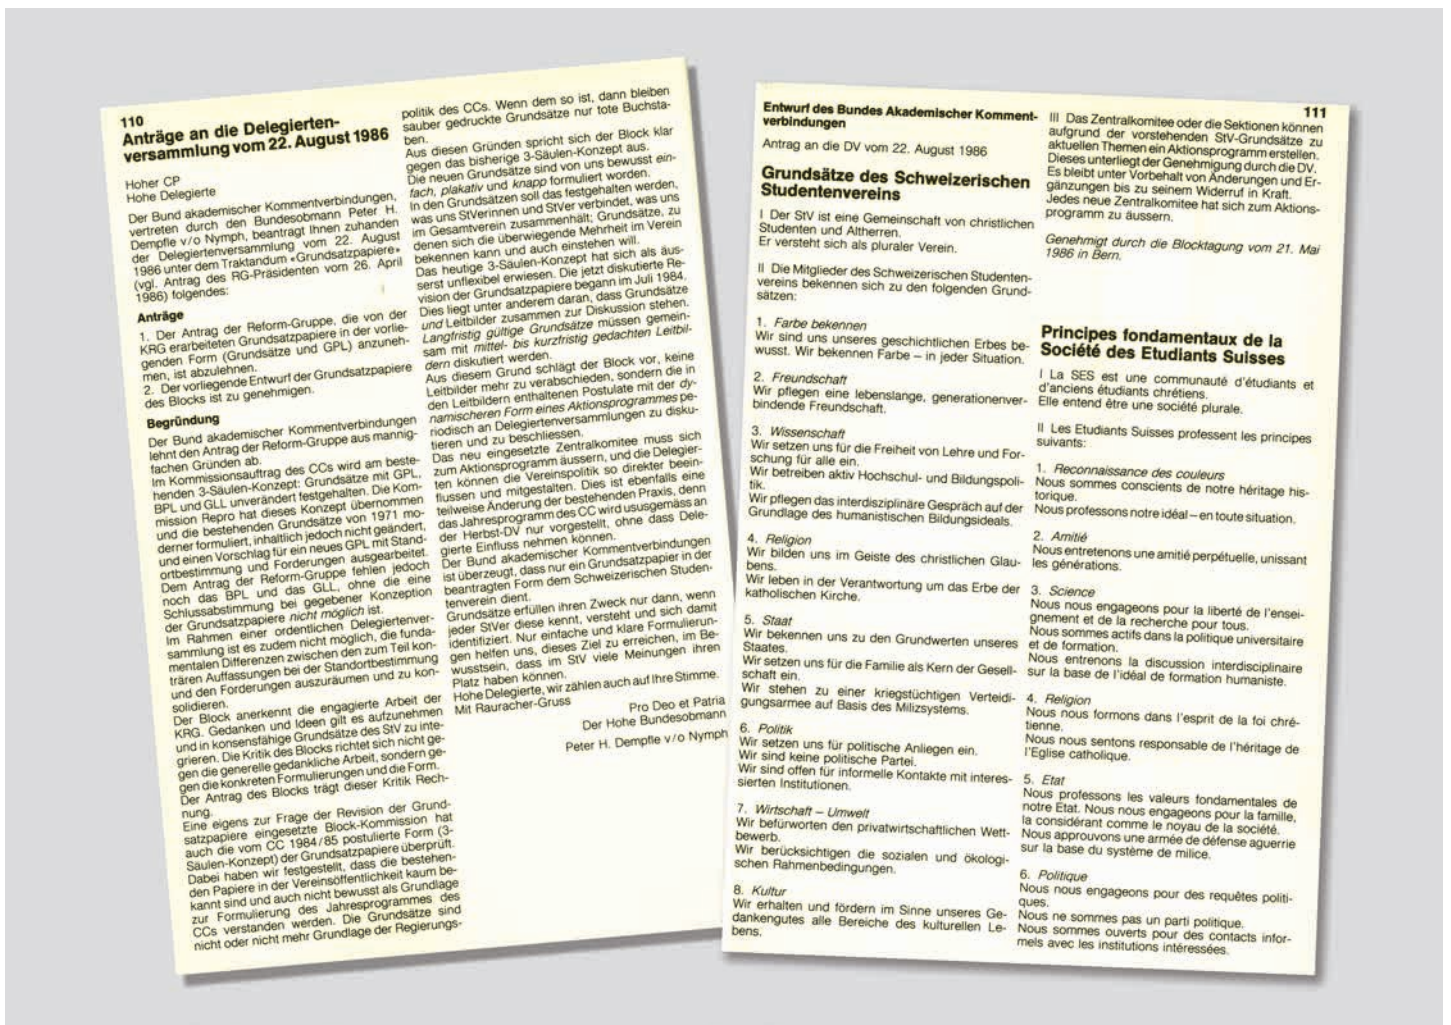 110
Anträge an die Delegierten-
versammlung vom 22. August 1986
Hoher CP
Hohe Delegierte
Der Bund akademischer Kommentverbindungen,
vertreten durch den Bundesobmann Peter H.
Dempfle v/o Nymph, beantragt Ihnen zuhanden
der Delegiertenversammlung vom 22. August
1986 unter dem Traktandum «Grundsatzpapiere»
(vgl. Antrag des RG-Präsidenten vom 26. April
1986) folgendes:
Anträge
1. Der Antrag der Reform-Gruppe, die von der
KRG erarbeiteten Grundsatzpapiere in der vorlie-
genden Form (Grundsätze und GPL) anzuneh-
men, ist abzulehnen.
2. Der vorliegende Entwurf der Grundsatzpapiere
des Blocks ist zu genehmigen.
Begründung
Der Bund akademischer Kommentverbindungen
lehnt den Antrag der Reform-Gruppe aus mannig-
fachen Gründen ab.
Im Kommissionsauftrag des CCs wird am beste-
henden 3-Säulen-Konzept: Grundsätze mit GPL,
BPL und GLL unverändert festgehalten. Die Kom-
mission Repro hat dieses Konzept übernommen
und die bestehenden Grundsätze von 1971 mo-
derner formuliert, inhaltlich jedoch nicht geändert,
und einen Vorschlag für ein neues GPL mit Stand-
ortbestimmung und Forderungen ausgearbeitet.
Dem Antrag der Reform-Gruppe fehlen jedoch
noch das BPL und das GLL, ohne die eine
Schlussabstimmung bei gegebener Konzeption
der Grundsatzpapiere nicht möglich ist.
Im Rahmen einer ordentlichen Delegiertenver-
sammlung ist es zudem nicht möglich, die funda-
mentalen Differenzen zwischen den zum Teil kon-
trären Auffassungen bei der Standortbestimmung
und den Forderungen auszuräumen und zu kon-
solidieren.
Der Block anerkennt die engagierte Arbeit der
KRG. Gedanken und Ideen gilt es aufzunehmen
und in konsensfähige Grundsätze des StV zu inte-
grieren. Die Kritik des Blocks richtet sich nicht ge-
gen die generelle gedankliche Arbeit, sondern ge-
gen die konkreten Formulierungen und die Form.
Der Antrag des Blocks trägt dieser Kritik Rech-
nung.
Eine eigens zur Frage der Revision der Grund-
satzpapiere eingesetzte Block-Kommission hat
auch die vom CC 1984/85 postulierte Form (3-
Säulen-Konzept) der Grundsatzpapiere überprüft.
Dabei haben wir festgestellt, dass die bestehen-
den Papiere in der Vereinsöffentlichkeit kaum be-
kannt sind und auch nicht bewusst als Grundlage
zur Formulierung des Jahresprogrammes des
CCs verstanden werden. Die Grundsätze sind
nicht oder nicht mehr Grundlage der Regierungs-
politik des CCs. Wenn dem so ist, dann bleiben
sauber gedruckte Grundsätze nur tote Buchsta-
ben.
Aus diesen Gründen spricht sich der Block klar
gegen das bisherige 3-Säulen-Konzept aus.
Die neuen Grundsätze sind von uns bewusst ein-
fach, plakativ und knapp formuliert worden.
In den Grundsätzen soll das festgehalten werden,
was uns StVerinnen und StVer verbindet, was uns
im Gesamtverein zusammenhält; Grundsätze, zu
denen sich die überwiegende Mehrheit im Verein
bekennen kann und auch einstehen will.
Das heutige 3-Säulen-Konzept hat sich als äus-
serst unflexibel erwiesen. Die jetzt diskutierte Re-
vision der Grundsatzpapiere begann im Juli 1984.
Dies liegt unter anderem daran, dass Grundsätze
und Leitbilder zusammen zur Diskussion stehen.
Langfristig gültige Grundsätze müssen gemein-
sam mit mittel- bis kurzfristig gedachten Leitbil-
dern diskutiert werden.
Aus diesem Grund schlägt der Block vor, keine
Leitbilder mehr zu verabschieden, sondern die in
den Leitbildern enthaltenen Postulate mit der dy-
namischeren Form eines Aktionsprogrammes pe-
riodisch an Delegiertenversammlungen zu disku-
tieren und zu beschliessen.
Das neu eingesetzte Zentralkomitee muss sich
zum Aktionsprogramm äussern, und die Delegier-
ten können die Vereinspolitik so direkter beein-
flussen und mitgestalten. Dies ist ebenfalls eine
teilweise Änderung der bestehenden Praxis, denn
das Jahresprogramm des CC wird ususgemäss an
der Herbst-DV nur vorgestellt, ohne dass Dele-
gierte Einfluss nehmen können.
Der Bund akademischer Kommentverbindungen
ist überzeugt, dass nur ein Grundsatzpapier in der
beantragten Form dem Schweizerischen Studen-
tenverein dient.
Grundsätze erfüllen ihren Zweck nur dann, wenn
jeder StVer diese kennt, versteht und sich damit
identifiziert. Nur einfache und klare Formulierun-
gen helfen uns, dieses Ziel zu erreichen, im Be-
wusstsein, dass im StV viele Meinungen ihren
Platz haben können.
Hohe Delegierte, wir zählen auch auf Ihre Stimme.
Mit Rauracher-Gruss
Pro Deo et Patria
Der Hohe Bundesobmann
Peter H. Dempfle v/o Nymph
111
Entwurf des Bundes Akademischer Komment-
verbindungen
Antrag an die DV vom 22. August 1986
Grundsätze des Schweizerischen
Studentenvereins
I Der StV ist eine Gemeinschaft von christlichen
Studenten und Altherren.
Er versteht sich als pluraler Verein.
II Die Mitglieder des Schweizerischen Studenten-
vereins bekennen sich zu den folgenden Grund-
sätzen:
1. Farbe bekennen
Wir sind uns unseres geschichtlichen Erbes be-
wusst. Wir bekennen Farbe – in jeder Situation.
2. Freundschaft
Wir pflegen eine lebenslange, generationenver-
bindende Freundschaft.
3. Wissenschaft
Wir setzen uns für die Freiheit von Lehre und For-
schung für alle ein.
Wir betreiben aktiv Hochschul- und Bildungspoli-
tik.
Wir pflegen das interdisziplinäre Gespräch auf der
Grundlage des humanistischen Bildungsideals.
4. Religion
Wir bilden uns im Geiste des christlichen Glau-
bens.
Wir leben in der Verantwortung um das Erbe der
katholischen Kirche.
5. Staat
Wir bekennen uns zu den Grundwerten unseres
Staates.
Wir setzen uns für die Familie als Kern der Gesell-
schaft ein.
Wir stehen zu einer kriegstüchtigen Verteidi-
gungsarmee auf Basis des Milizsystems.
6. Politik
Wir setzen uns für politische Anliegen ein.
Wir sind keine politische Partei.
Wir sind offen für informelle Kontakte mit interes-
sierten Institutionen.
7. Wirtschaft – Umwelt
Wir befürworten den privatwirtschaftlichen Wett-
bewerb.
Wir berücksichtigen die sozialen und ökologi-
schen Rahmenbedingungen.
8. Kultur
Wir erhalten und fördern im Sinne unseres Ge-
dankengutes alle Bereiche des kulturellen Le-
bens.
III Das Zentralkomitee oder die Sektionen können
aufgrund der vorstehenden StV-Grundsätze zu
aktuellen Themen ein Aktionsprogramm erstellen.
Dieses unterliegt der Genehmigung durch die DV.
Es bleibt unter Vorbehalt von Änderungen und Er-
gänzungen bis zu seinem Widerruf in Kraft.
Jedes neue Zentralkomitee hat sich zum Aktions-
programm zu äussern.
Genehmigt durch die Blocktagung vom 21. Mai
1986 in Bern.
Principes fondamentaux de la
Société des Etudiants Suisses
I La SES est une communauté d'étudiants et
d'anciens étudiants chrétiens.
Elle entend être une société plurale.
II Les Etudiants Suisses professent les principes
suivants:
1. Reconnaissance des couleurs
Nous sommes conscients de notre héritage his-
torique.
Nous professons notre idéal – en toute situation.
2. Amitié
Nous entretenons une amitié perpétuelle, unissant
les générations.
3. Science
Nous nous engageons pour la liberté de l'ensei-
gnement et de la recherche pour tous.
Nous sommes actifs dans la politique universitaire
et de formation.
Nous entrenons la discussion interdisciplinaire
sur la base de l'idéal de formation humaniste.
4. Religion
Nous nous formons dans l'esprit de la foi chré-
tienne.
Nous nous sentons responsable de l'héritage de
l'Eglise catholique.
5. Etat
Nous professons les valeurs fondamentales de
notre Etat. Nous nous engageons pour la famille,
la considérant comme le noyau de la société.
Nous approuvons une armée de défense aguerrie
sur la base du système de milice.
6. Politique
Nous nous engageons pour des requêtes politi-
ques.
Nous ne sommes pas un parti politique.
Nous sommes ouverts pour des contacts infor-
mels avec les institutions intéressées.